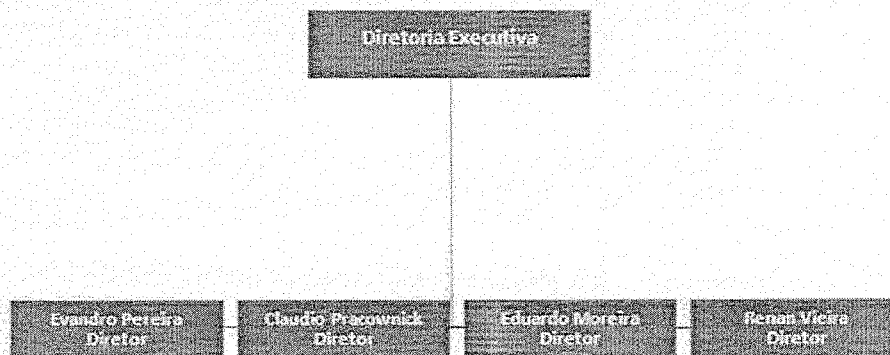 Diretoria Executiva
Evandro Pereira
Diretor
Claudio Pracownick
Diretor
Eduardo Moreira
Diretor
Renan Vieira
Diretor